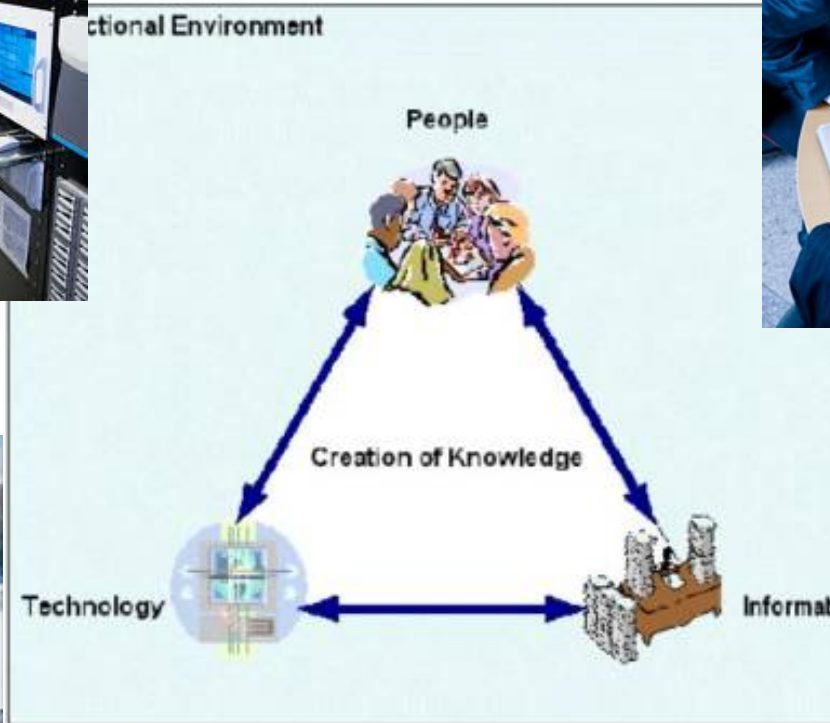 ctional Environment
People
Creation of Knowledge
Technology
Informat